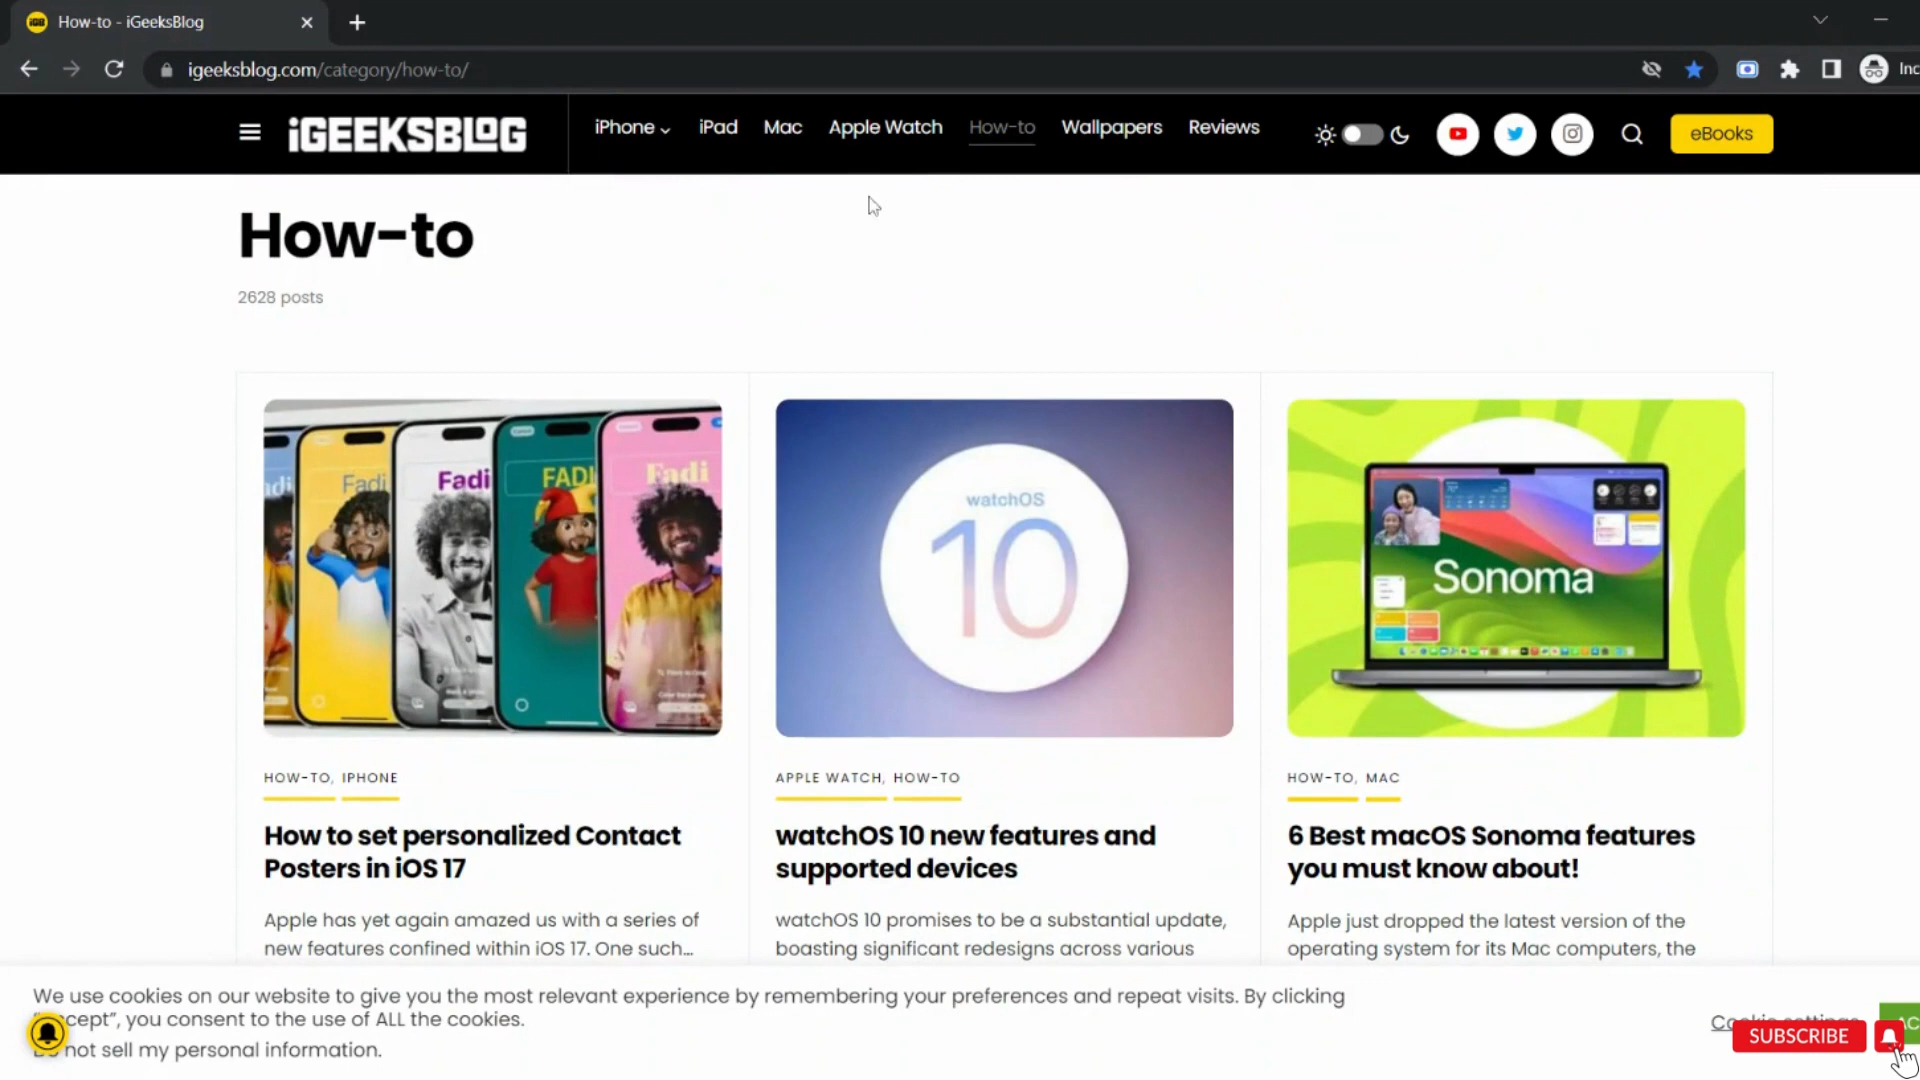 How-to - iGeeksBlog
igeeksblog.com/category/how-to/
Inc
iGEEKSBLOG
iPhone
iPad
Mac
Apple Watch
How-to
Wallpapers
Reviews
eBooks
How-to
2628 posts
Fadi
Fadi
FADI
Fadi
watchOS
10
Sonoma
HOW-TO, IPHONE
How to set personalized Contact
Posters in iOS 17
Apple has yet again amazed us with a series of
new features confined within iOS 17. One such...
APPLE WATCH, HOW-TO
watchOS 10 new features and
supported devices
watchOS 10 promises to be a substantial update,
boasting significant redesigns across various
HOW-TO, MAC
6 Best macOS Sonoma features
you must know about!
Apple just dropped the latest version of the
operating system for its Mac computers, the
We use cookies on our website to give you the most relevant experience by remembering your preferences and repeat visits. By clicking
cept”, you consent to the use of ALL the cookies.
not sell my personal information.
Cookie settings
AC
SUBSCRIBE